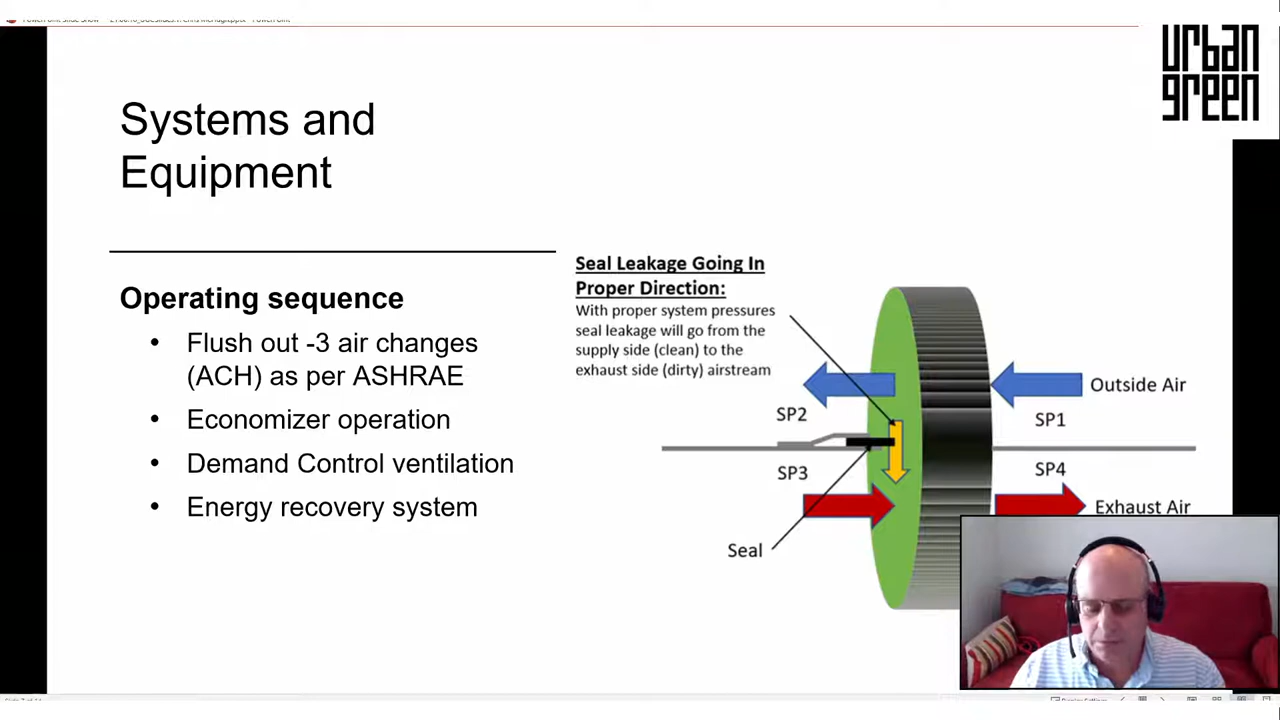 urban
green
Systems and
Equipment
Operating sequence
• Flush out -3 air changes
(ACH) as per ASHRAE
• Economizer operation
• Demand Control ventilation
• Energy recovery system
Seal Leakage Going In
Proper Direction:
With proper system pressures
seal leakage will go from the
supply side (clean) to the
exhaust side (dirty) airstream
Outside Air
SP2
SP1
SP3
SP4
Exhaust Air
Seal